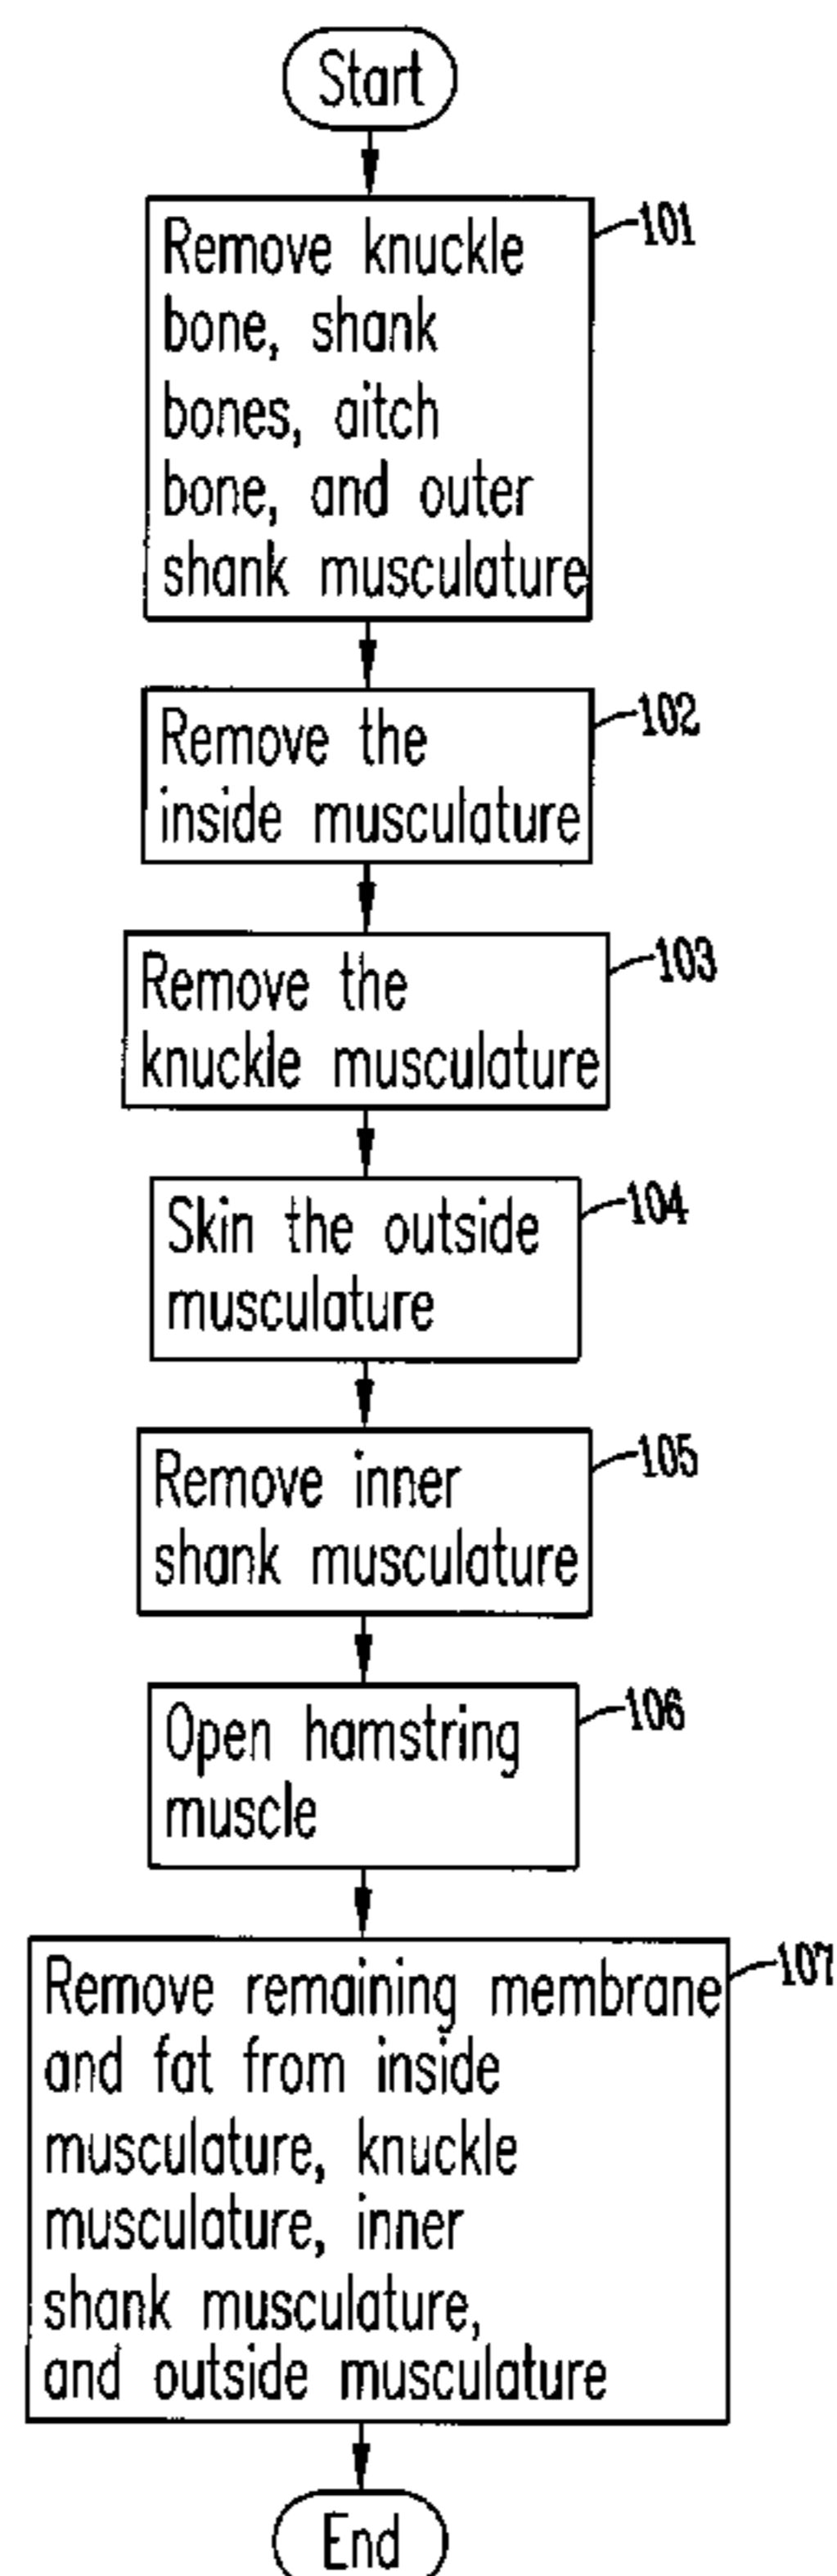 Start
Remove knuckle
bone, shank
bones, aitch
bone, and outer
shank musculature
101
Remove the
inside musculature
102
Remove the
knuckle musculature
103
Skin the outside
musculature
104
Remove inner
shank musculature
105
Open hamstring
muscle
106
Remove remaining membrane
and fat from inside
musculature, knuckle
musculature, inner
shank musculature,
and outside musculature
107
End